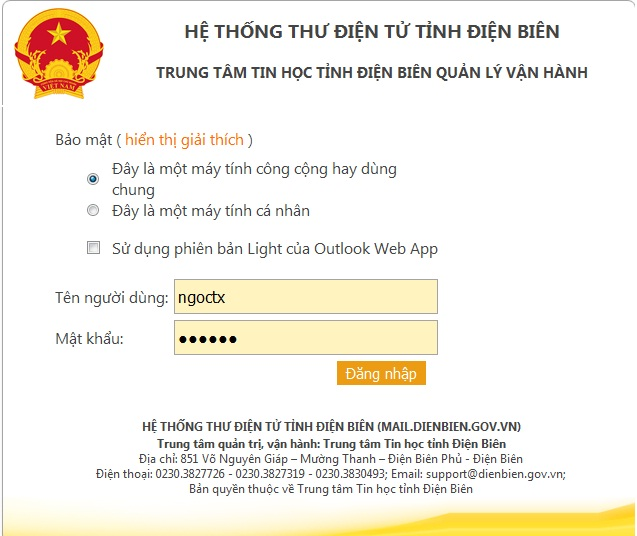 HỆ THỐNG THƯ ĐIỆN TỬ TỈNH ĐIỆN BIÊN
TRUNG TÂM TIN HỌC TỈNH ĐIỆN BIÊN QUẢN LÝ VẬN HÀNH
VIỆT NAM
Bảo mật ( hiển thị giải thích )
Đây là một máy tính công cộng hay dùng
chung
Đây là một máy tính cá nhân
Sử dụng phiên bản Light của Outlook Web App
Tên người dùng: ngoctx
Mật khẩu: ●●●●●●
Đăng nhập
HỆ THỐNG THƯ ĐIỆN TỬ TỈNH ĐIỆN BIÊN (MAIL.DIENBIEN.GOV.VN)
Trung tâm quản trị, vận hành: Trung tâm Tin học tỉnh Điện Biên
Địa chỉ: 851 Võ Nguyên Giáp – Mường Thanh – Điện Biên Phủ - Điện Biên
Điện thoại: 0230.3827726 - 0230.3827319 - 0230.3830493; Email: support@dienbien.gov.vn;
Bản quyền thuộc về Trung tâm Tin học tỉnh Điện Biên